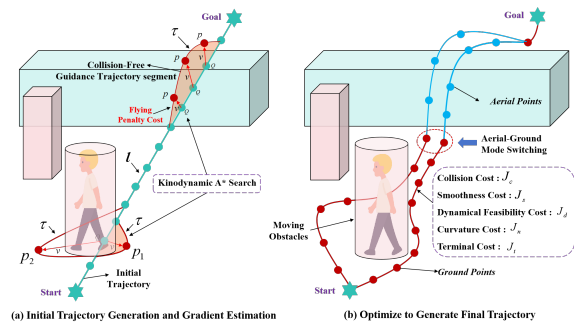 Goal
τ
p
p
v
Q
Collision-Free
Guidance Trajectory segment
p
v
Q
Flying
Penalty Cost
v
Q
l
Kinodynamic A* Search
τ
τ
p2
v
v
p1
Initial
Trajectory
Start
(a) Initial Trajectory Generation and Gradient Estimation
Goal
Aerial Points
Aerial-Ground
Mode Switching
Collision Cost : Jc
Smoothness Cost : Js
Dynamical Feasibility Cost : Jd
Curvature Cost : Jn
Terminal Cost : Jt
Moving
Obstacles
Ground Points
Start
(b) Optimize to Generate Final Trajectory